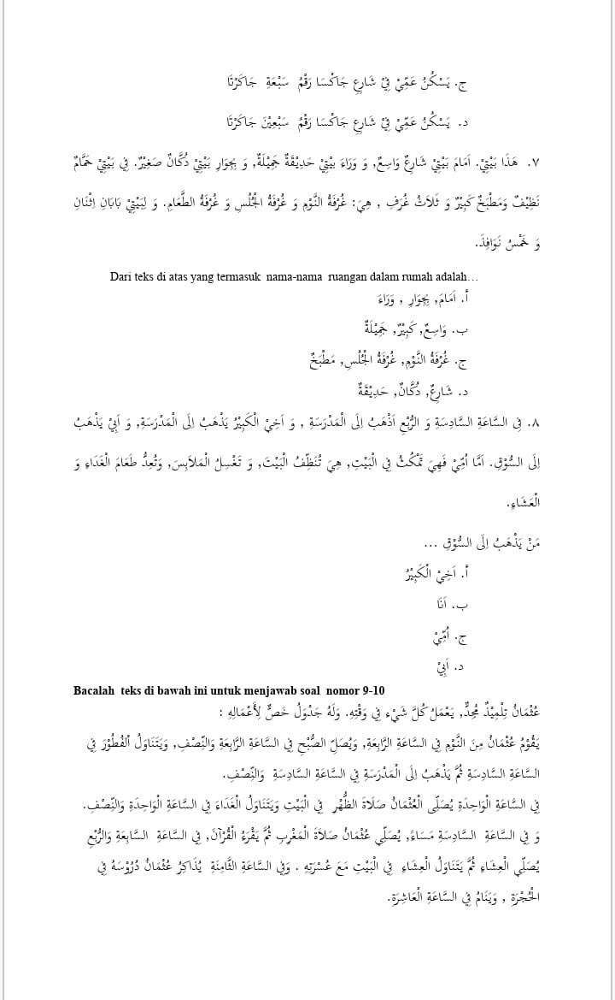 ج. يَسْكُنُ عَمِّيْ فِيْ شَارِعِ جَاكْسَا رَقْمُ سَبْعَةِ جَاكَرْتَا
د. يَسْكُنُ عَمِّيْ فِيْ شَارِعِ جَاكْسَا رَقْمُ سَبْعِيْنَ جَاكَرْتَا
٧. هَذَا بَيْتِيْ. اَمَامَ بَيْتِيْ شَارِعٌ وَاسِعٌ, وَ وَرَاءَ بَيْتِيْ حَدِيْقَةٌ جَمِيْلَةٌ, وَ بِجِوَارِ بَيْتِيْ دُكَّانٌ صَغِيْرٌ. فِيْ بَيْتِيْ حَمَّامٌ
نَظِيْفٌ وَمَطْبَخٌ كَبِيْرٌ وَ ثَلَاثُ غُرَفِ , هِيَ: غُرْفَةُ النَّوْمِ وَ غُرْفَةُ الْجُلُسِ وَ غُرْفَةُ الطَّعَامِ. وَ لِبَيْتِيْ بَابَانِ اِثْنَانِ
وَ خَمْسُ نَوَافِذَ.
Dari teks di atas yang termasuk nama-nama ruangan dalam rumah adalah…
أ. اَمَامَ, بِجِوَارِ , وَرَاءَ
ب. وَاسِعٌ, كَبِيْرٌ, جَمِيْلَةٌ
ج. غُرْفَةُ النَّوْمِ, غُرْفَةُ الْجُلُسِ, مَطْبَخٌ
د. شَارِعٌ, دُكَّانٌ, حَدِيْقَةٌ
٨. فِى السَّاعَةِ السَّادِسَةِ وَ الرُّبْعِ اَذْهَبُ اِلَى الْمَدْرَسَةِ , وَ اَخِيْ الْكَبِيْرُ يَذْهَبُ اِلَى الْمَدْرَسَةِ, وَ اَبِيْ يَذْهَبُ
اِلَى السُّوْقِ. اَمَّا اُمِّيْ فَهِيَ تَمْكُثُ فِي الْبَيْتِ, هِيَ تُنَظِّفُ الْبَيْتَ, وَ تَغْسِلُ الْمَلَابِسَ, وَتُعِدُّ طَعَامَ الْغَدَاءِ وَ
الْعَشَاءِ.
مَنْ يَذْهَبُ اِلَى السُّوْقِ ...
أ. اَخِيْ الْكَبِيْرُ
ب. اَنَا
ج. اُمِّيْ
د. اَبِيْ
Bacalah teks di bawah ini untuk menjawab soal nomor 9-10
عُثْمَانُ تِلْمِيْذٌ مُجِدٌّ, يَعْمَلُ كُلَّ شَيْءٍ فِي وَقْتِهِ. وَلَهُ جَدْوَلُ خَصٌّ لِأَعْمَالِهِ :
يَقُوْمُ عُثْمَانُ مِنَ النَّوْمِ فِي السَّاعَةِ الرَّابِعَةِ, وَيُصَلِّ الصُّبْحِ فِي السَّاعَةِ الرَّابِعَةِ وَالنِّصْفِ, وَيَتَنَاوَلُ الْفُطُوْرَ فِي
السَّاعَةِ السَّادِسَةِ ثُمَّ يَذْهَبُ اِلَى الْمَدْرَسَةِ فِي السَّاعَةِ السَّادِسَةِ وَالنِّصْفِ.
فِي السَّاعَةِ الْوَاحِدَةِ يُصَلِّى الْعُثْمَانُ صَلَاةَ الظُّهْرِ فِي الْبَيْتِ وَيَتَنَاوَلُ الْغَدَاءَ فِي السَّاعَةِ الْوَاحِدَةِ وَالنِّصْفِ.
وَ فِي السَّاعَةِ السَّادِسَةِ مَسَاءً, يُصَلِّي عُثْمَانُ صَلَاةَ الْمَغْرِبِ ثُمَّ يَقْرَءُ الْقُرْآنَ, فِي السَّاعَةِ السَّابِعَةِ وَالرُّبْعِ
يُصَلِّي الْعِشَاءِ ثُمَّ يَتَنَاوَلُ الْعِشَاءِ فِي الْبَيْتِ مَعَ عُسْرَتِهِ . وَفِي السَّاعَةِ الثَّامِنَةِ يُذَاكِرُ عُثْمَانُ دُرُوْسَهُ فِي
الْحُجْرَةِ , وَيَنَامُ فِي السَّاعَةِ الْعَاشِرَةِ.